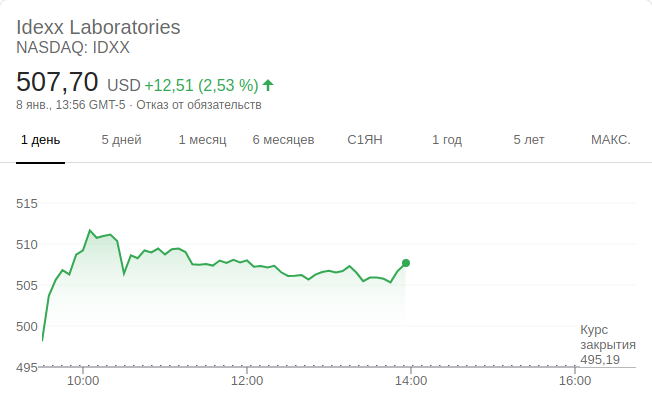 Idexx Laboratories
NASDAQ: IDXX
507,70 USD +12,51 (2,53 %)
8 янв., 13:56 GMT-5 · Отказ от обязательств
1 день 5 дней 1 месяц 6 месяцев С1ЯН 1 год 5 лет МАКС.
515
510
505
500
Курс
закрытия
495,19
495
10:00 12:00 14:00 16:00